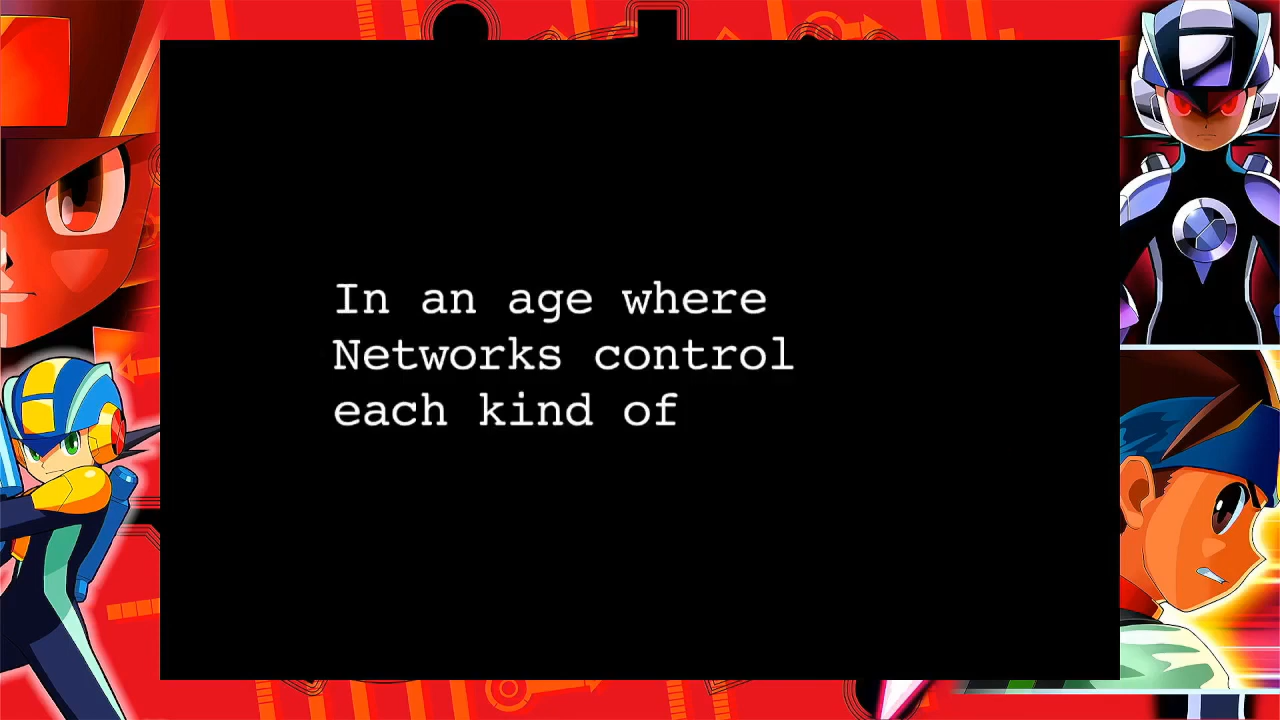 In an age where
Networks control
each kind of